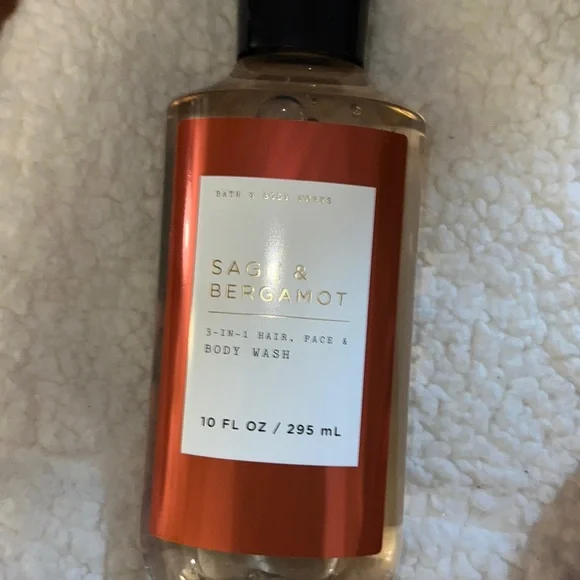 BATH & BODY WORKS
SAGE &
BERGAMOT
3-IN-1 HAIR, FACE &
BODY WASH
10 FL OZ / 295 mL